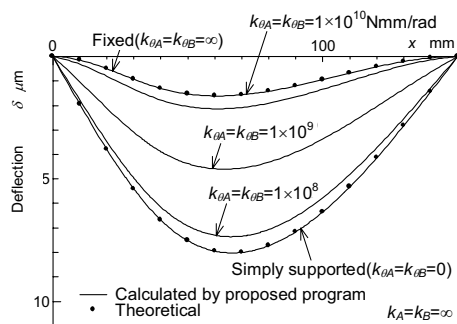 0 100 x mm
Fixed(kθA=kθB=∞)
kθA=kθB=1×10¹⁰Nmm/rad
kθA=kθB=1×10⁹
kθA=kθB=1×10⁸
Simply supported(kθA=kθB=0)
Deflection δ μm
5
10
Calculated by proposed program
Theoretical
kA=kB=∞